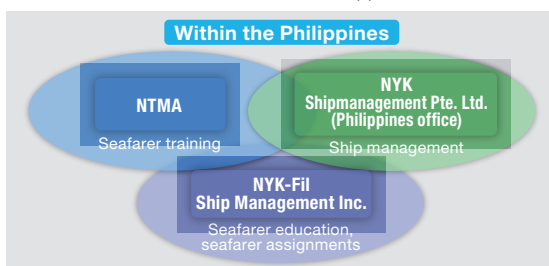 Within the Philippines
NTMA
Seafarer training
NYK
Shipmanagement Pte. Ltd.
(Philippines office)
Ship management
NYK-Fil
Ship Management Inc.
Seafarer education,
seafarer assignments